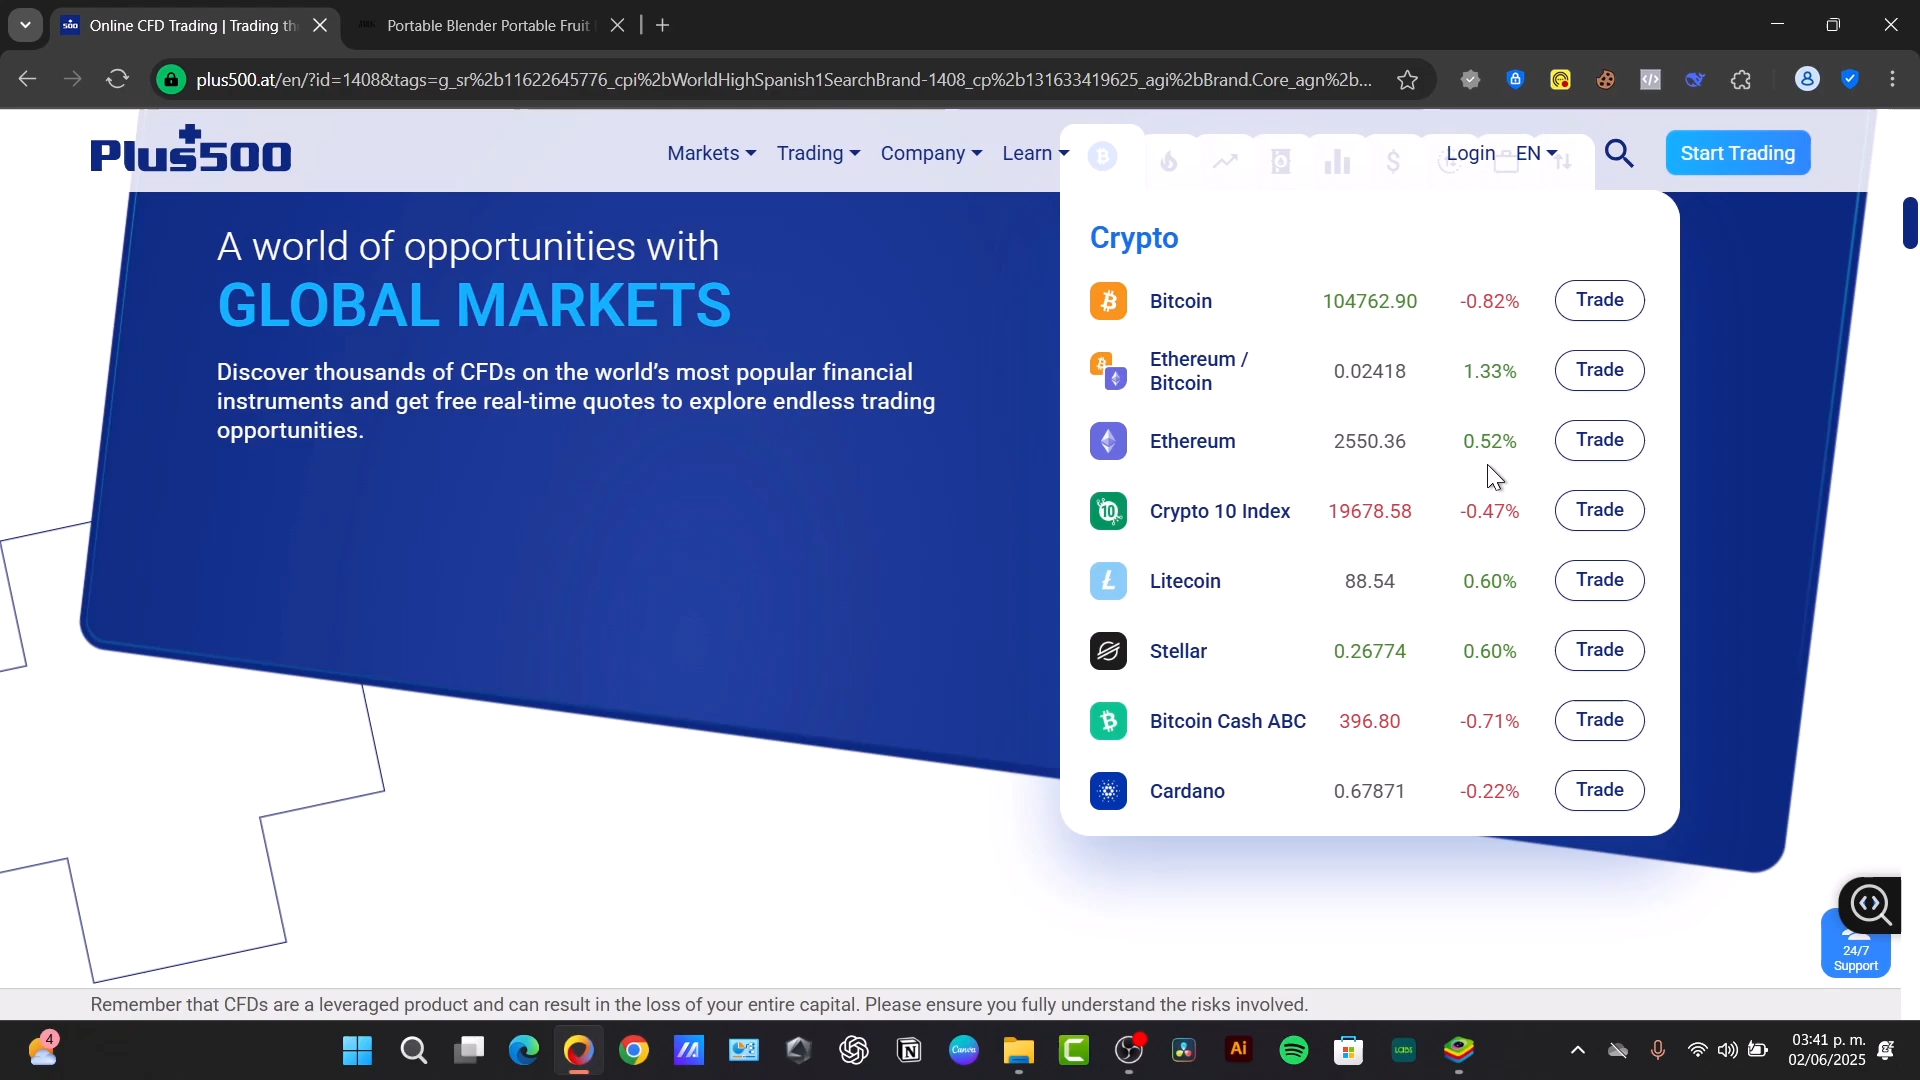 Online CFD Trading | Trading th
Portable Blender Portable Fruit
plus500.at/en/?id=1408&tags=g_sr%2b11622645776_cpi%2bWorldHighSpanish1SearchBrand-1408_cp%2b131633419625_agi%2bBrand.Core_agn%2b...
Plus500
Markets
Trading
Company
Learn
Login
EN
Start Trading
A world of opportunities with
GLOBAL MARKETS
Discover thousands of CFDs on the world's most popular financial
instruments and get free real-time quotes to explore endless trading
opportunities.
Crypto
Bitcoin 104762.90 -0.82% Trade
Ethereum /
Bitcoin 0.02418 1.33% Trade
Ethereum 2550.36 0.52% Trade
Crypto 10 Index 19678.58 -0.47% Trade
Litecoin 88.54 0.60% Trade
Stellar 0.26774 0.60% Trade
Bitcoin Cash ABC 396.80 -0.71% Trade
Cardano 0.67871 -0.22% Trade
24/7
Support
Remember that CFDs are a leveraged product and can result in the loss of your entire capital. Please ensure you fully understand the risks involved.
4
Canva
Ai
LABS
03:41 p. m.
02/06/2025